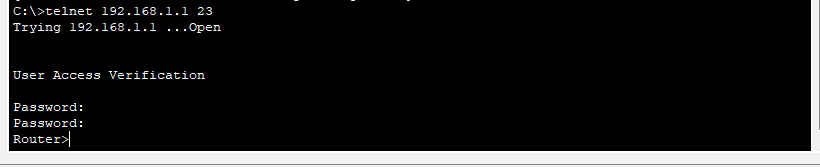 C:\>telnet 192.168.1.1 23
Trying 192.168.1.1 ...Open
User Access Verification
Password:
Password:
Router>